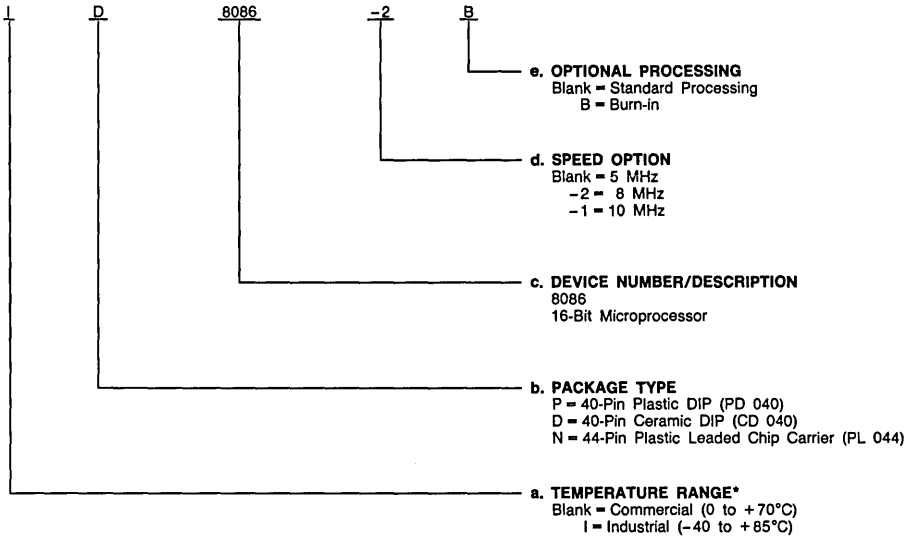 I D 8086 -2 B
e. OPTIONAL PROCESSING
Blank = Standard Processing
B = Burn-in
d. SPEED OPTION
Blank = 5 MHz
-2 = 8 MHz
-1 = 10 MHz
c. DEVICE NUMBER/DESCRIPTION
8086
16-Bit Microprocessor
b. PACKAGE TYPE
P = 40-Pin Plastic DIP (PD 040)
D = 40-Pin Ceramic DIP (CD 040)
N = 44-Pin Plastic Leaded Chip Carrier (PL 044)
a. TEMPERATURE RANGE*
Blank = Commercial (0 to +70°C)
I = Industrial (-40 to +85°C)